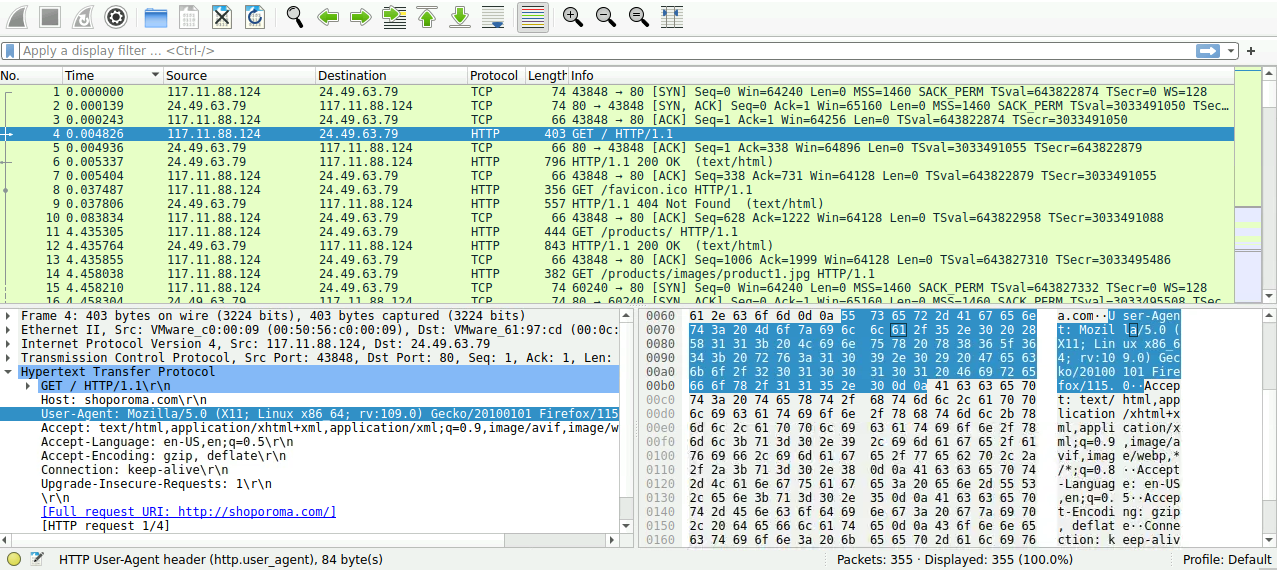 Apply a display filter ... <Ctrl-/>
No. Time Source Destination Protocol Length Info
1 0.000000 117.11.88.124 24.49.63.79 TCP 74 43848 → 80 [SYN] Seq=0 Win=64240 Len=0 MSS=1460 SACK_PERM TSval=643822874 TSecr=0 WS=128
2 0.000139 24.49.63.79 117.11.88.124 TCP 74 80 → 43848 [SYN, ACK] Seq=0 Ack=1 Win=65160 Len=0 MSS=1460 SACK_PERM TSval=3033491050 TSec…
3 0.000243 117.11.88.124 24.49.63.79 TCP 66 43848 → 80 [ACK] Seq=1 Ack=1 Win=64256 Len=0 TSval=643822874 TSecr=3033491050
4 0.004826 117.11.88.124 24.49.63.79 HTTP 403 GET / HTTP/1.1
5 0.004936 24.49.63.79 117.11.88.124 TCP 66 80 → 43848 [ACK] Seq=1 Ack=338 Win=64896 Len=0 TSval=3033491055 TSecr=643822879
6 0.005337 24.49.63.79 117.11.88.124 HTTP 796 HTTP/1.1 200 OK (text/html)
7 0.005404 117.11.88.124 24.49.63.79 TCP 66 43848 → 80 [ACK] Seq=338 Ack=731 Win=64128 Len=0 TSval=643822879 TSecr=3033491055
8 0.037487 117.11.88.124 24.49.63.79 HTTP 356 GET /favicon.ico HTTP/1.1
9 0.037806 24.49.63.79 117.11.88.124 HTTP 557 HTTP/1.1 404 Not Found (text/html)
10 0.083834 117.11.88.124 24.49.63.79 TCP 66 43848 → 80 [ACK] Seq=628 Ack=1222 Win=64128 Len=0 TSval=643822958 TSecr=3033491088
11 4.435305 117.11.88.124 24.49.63.79 HTTP 444 GET /products/ HTTP/1.1
12 4.435764 24.49.63.79 117.11.88.124 HTTP 843 HTTP/1.1 200 OK (text/html)
13 4.435855 117.11.88.124 24.49.63.79 TCP 66 43848 → 80 [ACK] Seq=1006 Ack=1999 Win=64128 Len=0 TSval=643827310 TSecr=3033495486
14 4.458038 117.11.88.124 24.49.63.79 HTTP 382 GET /products/images/product1.jpg HTTP/1.1
15 4.458210 117.11.88.124 24.49.63.79 TCP 74 60240 → 80 [SYN] Seq=0 Win=64240 Len=0 MSS=1460 SACK_PERM TSval=643827332 TSecr=0 WS=128
16 4.458304 24.49.63.79 117.11.88.124 TCP 74 80 → 60240 [SYN, ACK] Seq=0 Ack=1 Win=65160 Len=0 MSS=1460 SACK_PERM TSval=3033495508 TSec…
Frame 4: 403 bytes on wire (3224 bits), 403 bytes captured (3224 bits)
Ethernet II, Src: VMware_c0:00:09 (00:50:56:c0:00:09), Dst: VMware_61:97:cd (00:0c:
Internet Protocol Version 4, Src: 117.11.88.124, Dst: 24.49.63.79
Transmission Control Protocol, Src Port: 43848, Dst Port: 80, Seq: 1, Ack: 1, Len:
Hypertext Transfer Protocol
GET / HTTP/1.1\r\n
Host: shoporoma.com\r\n
User-Agent: Mozilla/5.0 (X11; Linux x86_64; rv:109.0) Gecko/20100101 Firefox/115
Accept: text/html,application/xhtml+xml,application/xml;q=0.9,image/avif,image/w
Accept-Language: en-US,en;q=0.5\r\n
Accept-Encoding: gzip, deflate\r\n
Connection: keep-alive\r\n
Upgrade-Insecure-Requests: 1\r\n
\r\n
[Full request URI: http://shoporoma.com/]
[HTTP request 1/4]
0060 61 2e 63 6f 6d 0d 0a 55 73 65 72 2d 41 67 65 6e a.com··U ser-Agen
0070 74 3a 20 4d 6f 7a 69 6c 6c 61 2f 35 2e 30 20 28 t: Mozil la/5.0 (
0080 58 31 31 3b 20 4c 69 6e 75 78 20 78 38 36 5f 36 X11; Lin ux x86_6
0090 34 3b 20 72 76 3a 31 30 39 2e 30 29 20 47 65 63 4; rv:10 9.0) Gec
00a0 6b 6f 2f 32 30 31 30 30 31 30 31 20 46 69 72 65 ko/20100 101 Fire
00b0 66 6f 78 2f 31 31 35 2e 30 0d 0a 41 63 63 65 70 fox/115. 0··Accep
00c0 74 3a 20 74 65 78 74 2f 68 74 6d 6c 2c 61 70 70 t: text/ html,app
00d0 6c 69 63 61 74 69 6f 6e 2f 78 68 74 6d 6c 2b 78 lication /xhtml+x
00e0 6d 6c 2c 61 70 70 6c 69 63 61 74 69 6f 6e 2f 78 ml,appli cation/x
00f0 6d 6c 3b 71 3d 30 2e 39 2c 69 6d 61 67 65 2f 61 ml;q=0.9 ,image/a
0100 76 69 66 2c 69 6d 61 67 65 2f 77 65 62 70 2c 2a vif,imag e/webp,*
0110 2f 2a 3b 71 3d 30 2e 38 0d 0a 41 63 63 65 70 74 /*;q=0.8 ··Accept
0120 2d 4c 61 6e 67 75 61 67 65 3a 20 65 6e 2d 55 53 -Languag e: en-US
0130 2c 65 6e 3b 71 3d 30 2e 35 0d 0a 41 63 63 65 70 ,en;q=0. 5··Accep
0140 74 2d 45 6e 63 6f 64 69 6e 67 3a 20 67 7a 69 70 t-Encodi ng: gzip
0150 2c 20 64 65 66 6c 61 74 65 0d 0a 43 6f 6e 6e 65 , deflat e··Conne
0160 63 74 69 6f 6e 3a 20 6b 65 65 70 2d 61 6c 69 76 ction: k eep-aliv
HTTP User-Agent header (http.user_agent), 84 byte(s)
Packets: 355 · Displayed: 355 (100.0%)
Profile: Default